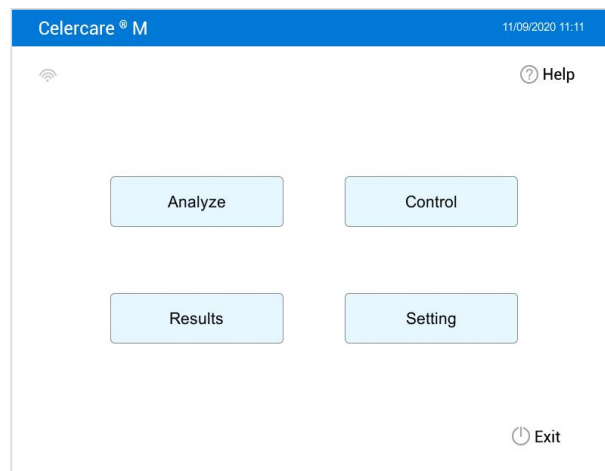 Celercare ® M
11/09/2020 11:11
Help
Analyze
Control
Results
Setting
Exit